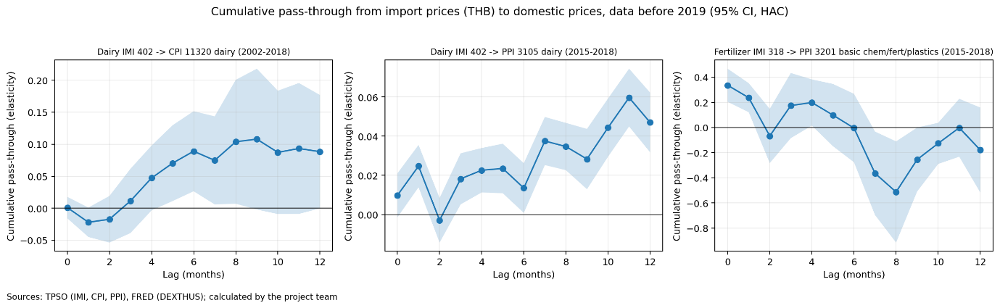 Cumulative pass-through from import prices (THB) to domestic prices, data before 2019 (95% CI, HAC)
Dairy IMI 402 -> CPI 11320 dairy (2002-2018)
Cumulative pass-through (elasticity)
0.20
0.15
0.10
0.05
0.00
−0.05
0 2 4 6 8 10 12
Lag (months)
Dairy IMI 402 -> PPI 3105 dairy (2015-2018)
Cumulative pass-through (elasticity)
0.06
0.04
0.02
0.00
0 2 4 6 8 10 12
Lag (months)
Fertilizer IMI 318 -> PPI 3201 basic chem/fert/plastics (2015-2018)
Cumulative pass-through (elasticity)
0.4
0.2
0.0
−0.2
−0.4
−0.6
−0.8
0 2 4 6 8 10 12
Lag (months)
Sources: TPSO (IMI, CPI, PPI), FRED (DEXTHUS); calculated by the project team